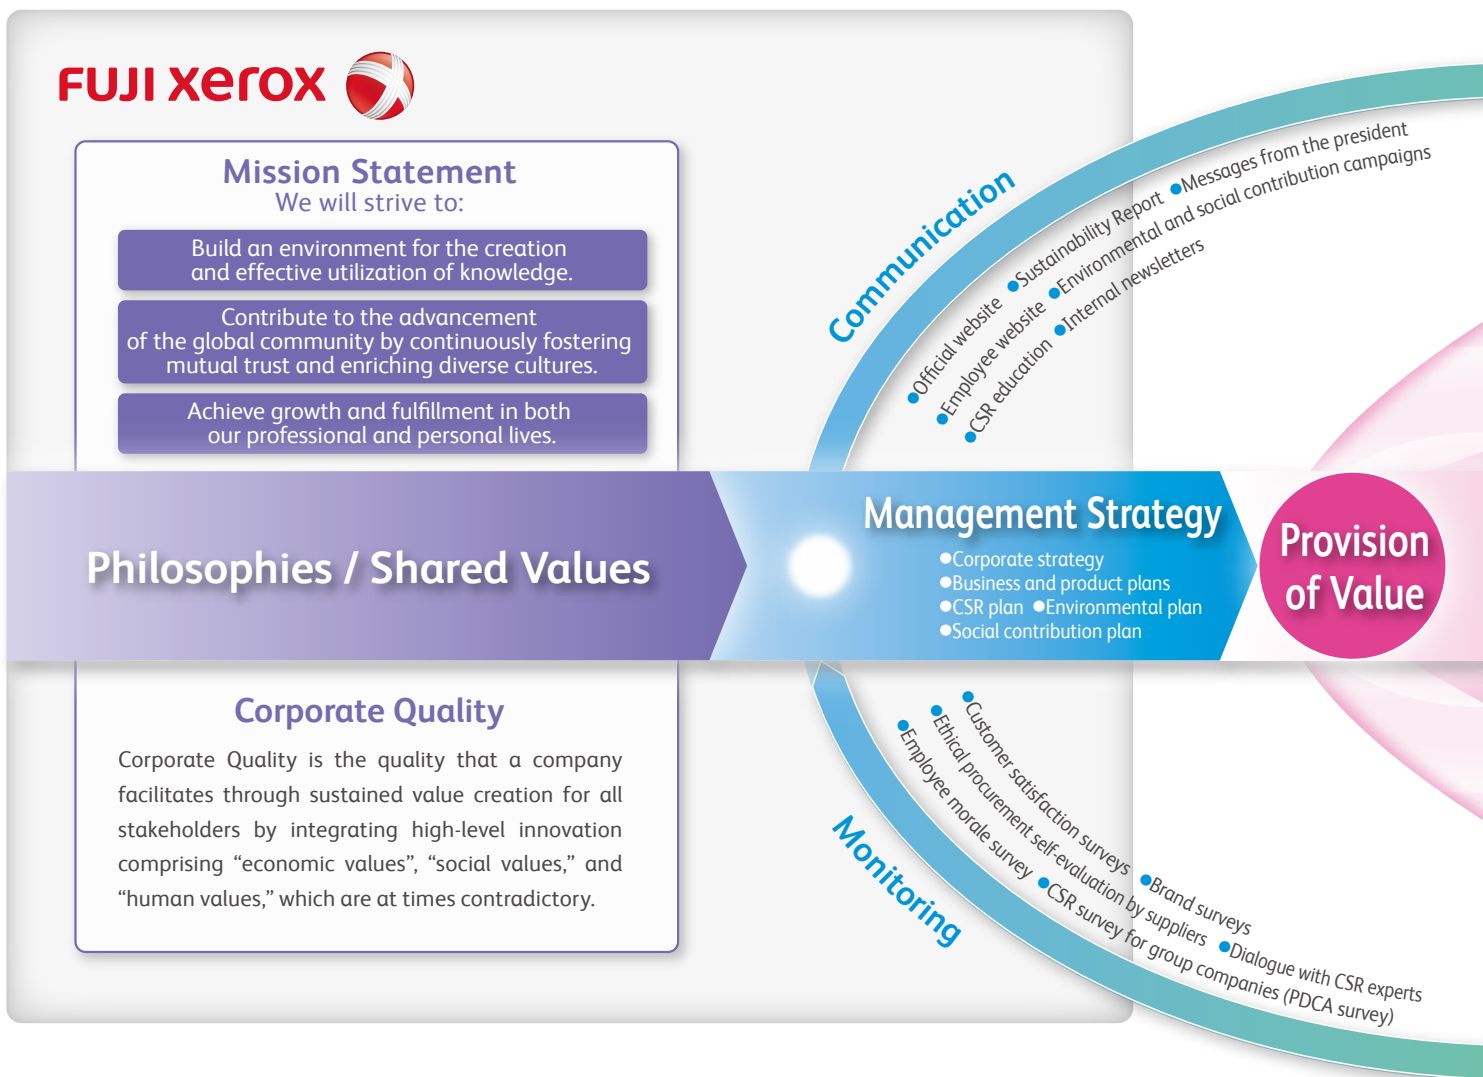 FUJI xerox
Mission Statement
We will strive to:
Build an environment for the creation
and effective utilization of knowledge.
Contribute to the advancement
of the global community by continuously fostering
mutual trust and enriching diverse cultures.
Achieve growth and fulfillment in both
our professional and personal lives.
Communication
●Official website ●Sustainability Report ●Messages from the president
●Employee website ●Environmental and social contribution campaigns
●CSR education ●Internal newsletters
Philosophies / Shared Values
Management Strategy
●Corporate strategy
●Business and product plans
●CSR plan ●Environmental plan
●Social contribution plan
Provision
of Value
Corporate Quality
Corporate Quality is the quality that a company
facilitates through sustained value creation for all
stakeholders by integrating high-level innovation
comprising “economic values”, “social values,” and
“human values,” which are at times contradictory.
Monitoring
●Customer satisfaction surveys ●Brand surveys
●Ethical procurement self-evaluation by suppliers ●Dialogue with CSR experts
●Employee morale survey ●CSR survey for group companies (PDCA survey)